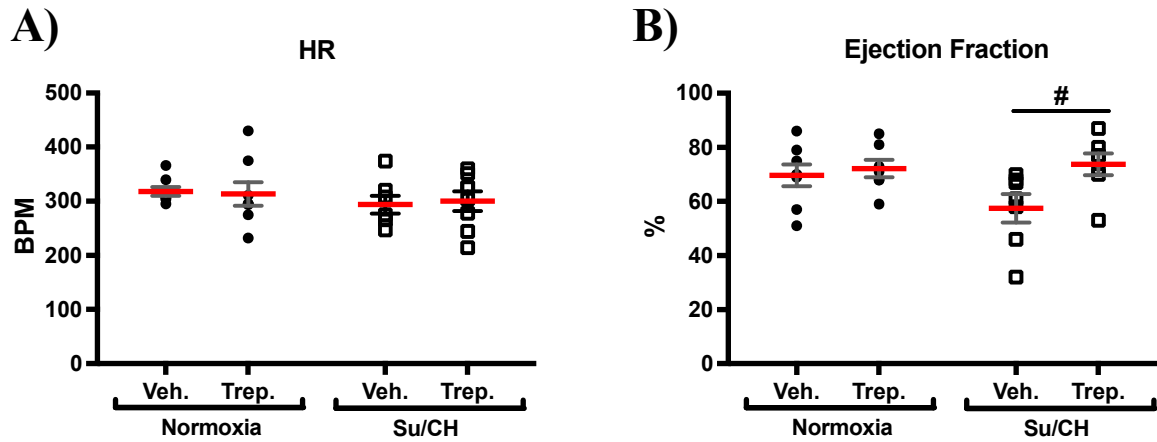 A)
HR
500
400
300
200
100
0
BPM
Veh. Trep. Veh. Trep.
Normoxia Su/CH
B)
Ejection Fraction
#
100
80
60
40
20
0
%
Veh. Trep. Veh. Trep.
Normoxia Su/CH